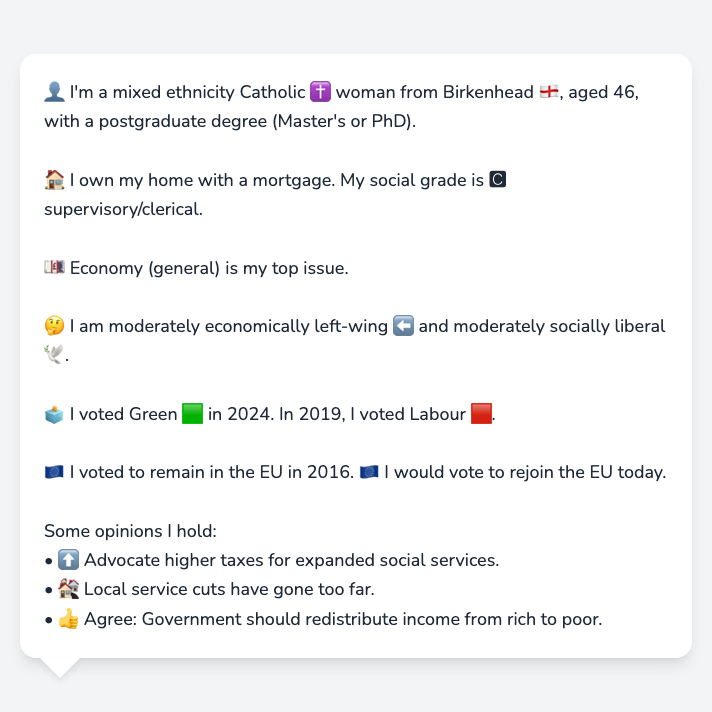 👤 I'm a mixed ethnicity Catholic ✝️ woman from Birkenhead 🏴󠁧󠁢󠁥󠁮󠁧󠁿, aged 46,
with a postgraduate degree (Master's or PhD).
🏠 I own my home with a mortgage. My social grade is 🅲
supervisory/clerical.
💷 Economy (general) is my top issue.
🤔 I am moderately economically left-wing ⬅️ and moderately socially liberal
🕊️.
🗳️ I voted Green 🟩 in 2024. In 2019, I voted Labour 🟥.
🇪🇺 I voted to remain in the EU in 2016. 🇪🇺 I would vote to rejoin the EU today.
Some opinions I hold:
• ⬆️ Advocate higher taxes for expanded social services.
• 🏘️ Local service cuts have gone too far.
• 👍 Agree: Government should redistribute income from rich to poor.